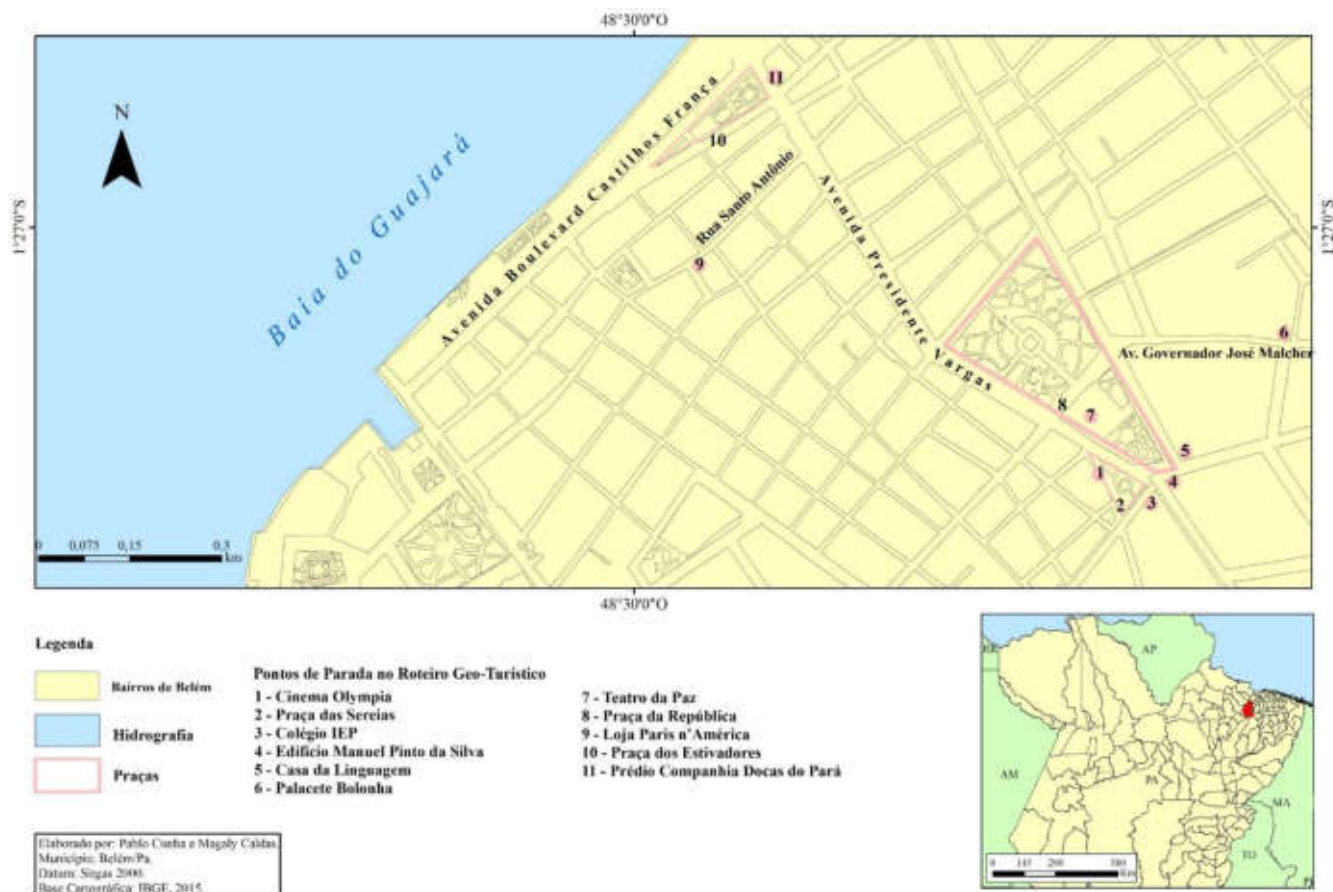 48°30'0"O
N
1°27'0"S
Baia do Guajará
Avenida Boulevard Castilhos França
11
10
Rua Santo Antônio
9
Avenida Presidente Vargas
1°27'0"S
6
Av. Governador José Malcher
8
7
5
1
4
2
3
0 0,075 0,15 0,3
km
48°30'0"O
Legenda
Bairros de Belém
Hidrografia
Praças
Pontos de Parada no Roteiro Geo-Turístico
1 - Cinema Olympia
2 - Praça das Sereias
3 - Colégio IEP
4 - Edifício Manuel Pinto da Silva
5 - Casa da Linguagem
6 - Palacete Bolonha
7 - Teatro da Paz
8 - Praça da República
9 - Loja Paris n'América
10 - Praça dos Estivadores
11 - Prédio Companhia Docas do Pará
Elaborado por: Pablo Cunha e Magaly Caldas.
Município: Belém/Pa.
Datum: Sirgas 2000.
Base Cartográfica: IBGE, 2015.
AP
AM
PA
MA
TO
0
Km